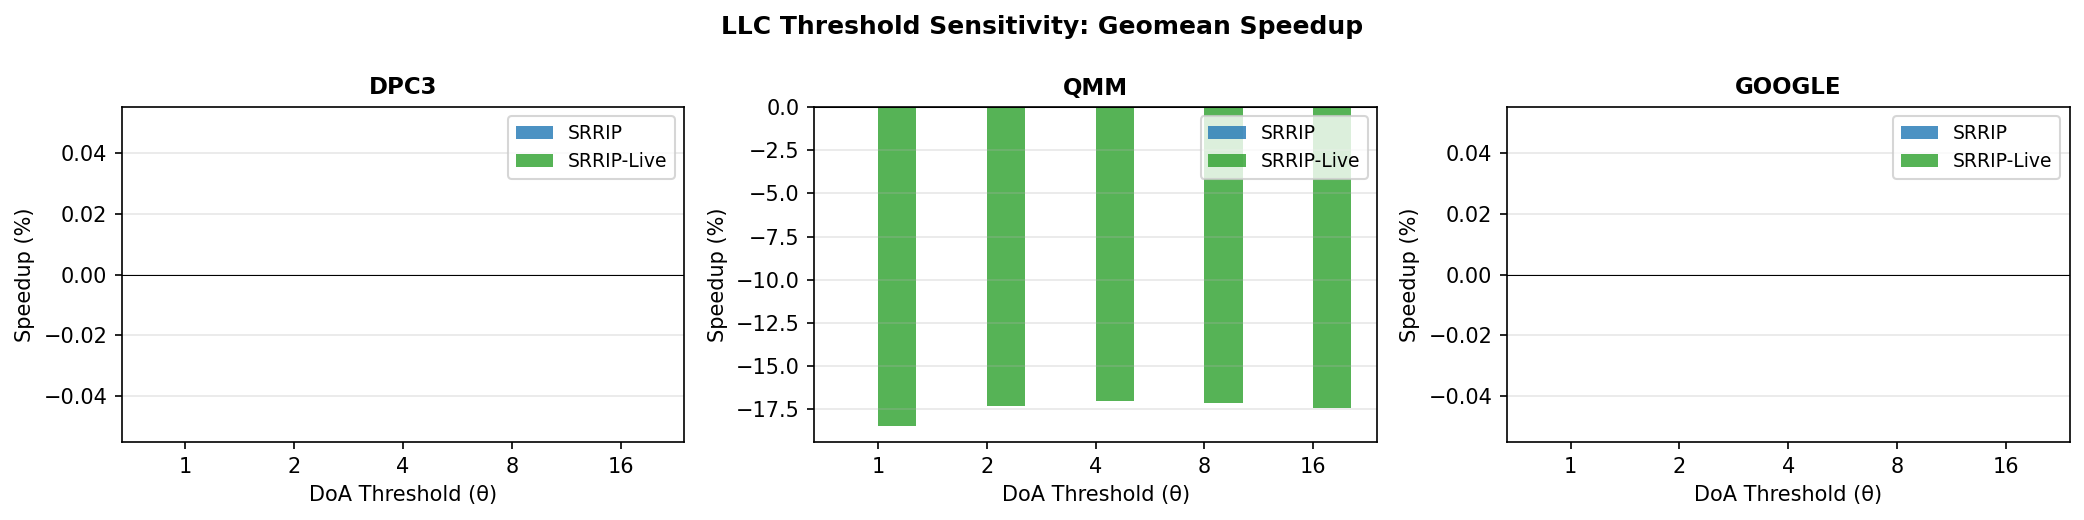 LLC Threshold Sensitivity: Geomean Speedup
DPC3
Speedup (%)
0.04
0.02
0.00
−0.02
−0.04
1 2 4 8 16
DoA Threshold (θ)
SRRIP
SRRIP-Live
QMM
Speedup (%)
0.0
−2.5
−5.0
−7.5
−10.0
−12.5
−15.0
−17.5
1 2 4 8 16
DoA Threshold (θ)
SRRIP
SRRIP-Live
GOOGLE
Speedup (%)
0.04
0.02
0.00
−0.02
−0.04
1 2 4 8 16
DoA Threshold (θ)
SRRIP
SRRIP-Live